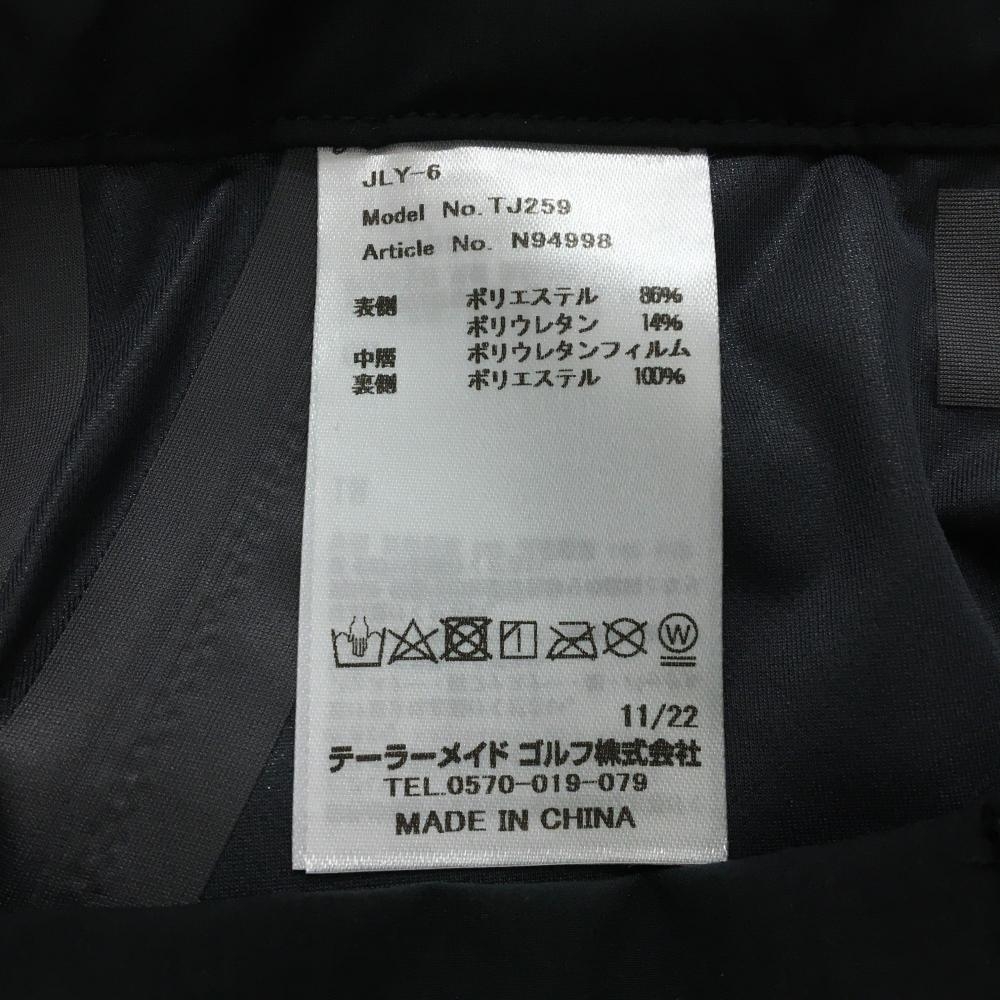 JLY-6
Model No. TJ259
Article No. N94998
表側 ポリエステル 86%
ポリウレタン 14%
中層 ポリウレタンフィルム
裏側 ポリエステル 100%
W
11/22
テーラーメイド ゴルフ株式会社
TEL.0570-019-079
MADE IN CHINA